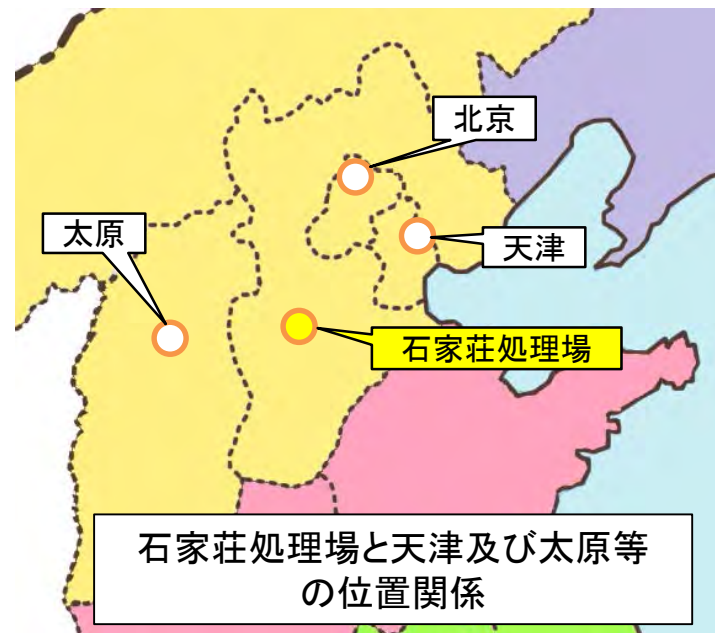 北京
太原
天津
石家荘処理場
石家荘処理場と天津及び太原等
の位置関係